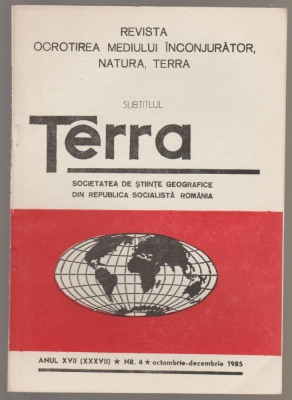 REVISTA
OCROTIREA MEDIULUI ÎNCONJURĂTOR,
NATURA, TERRA
SUBTITLUL
Terra
SOCIETATEA DE ȘTIINȚE GEOGRAFICE
DIN REPUBLICA SOCIALISTĂ ROMÂNIA
ANUL XVII (XXXVII) ★ NR. 4 ★ octombrie-decembrie 1985